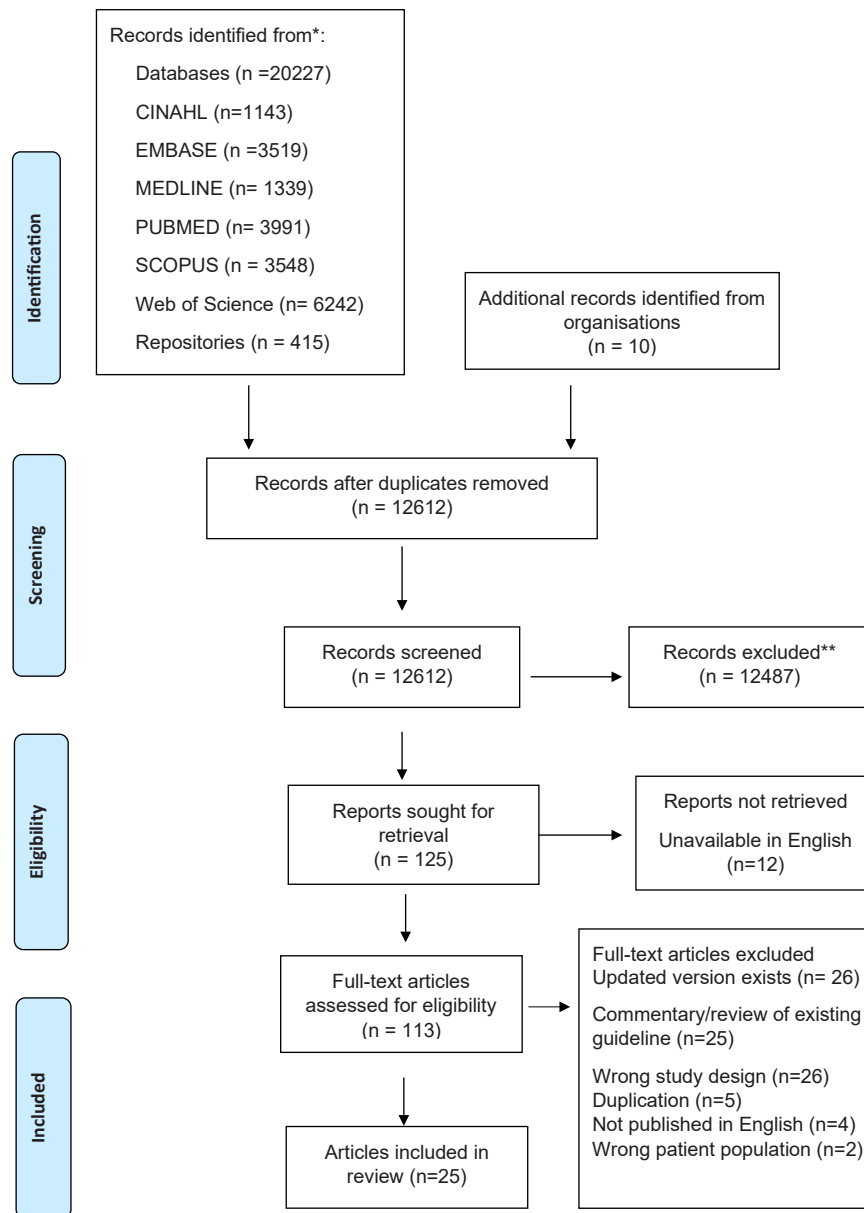 Records identified from*:
Databases (n =20227)
CINAHL (n=1143)
EMBASE (n =3519)
MEDLINE (n= 1339)
PUBMED (n= 3991)
SCOPUS (n = 3548)
Web of Science (n= 6242)
Repositories (n = 415)
Additional records identified from
organisations
(n = 10)
Identification
Records after duplicates removed
(n = 12612)
Screening
Records screened
(n = 12612)
Records excluded**
(n = 12487)
Eligibility
Reports sought for
retrieval
(n = 125)
Reports not retrieved
Unavailable in English
(n=12)
Full-text articles
assessed for eligibility
(n = 113)
Full-text articles excluded
Updated version exists (n= 26)
Commentary/review of existing
guideline (n=25)
Wrong study design (n=26)
Duplication (n=5)
Not published in English (n=4)
Wrong patient population (n=2)
Included
Articles included in
review (n=25)